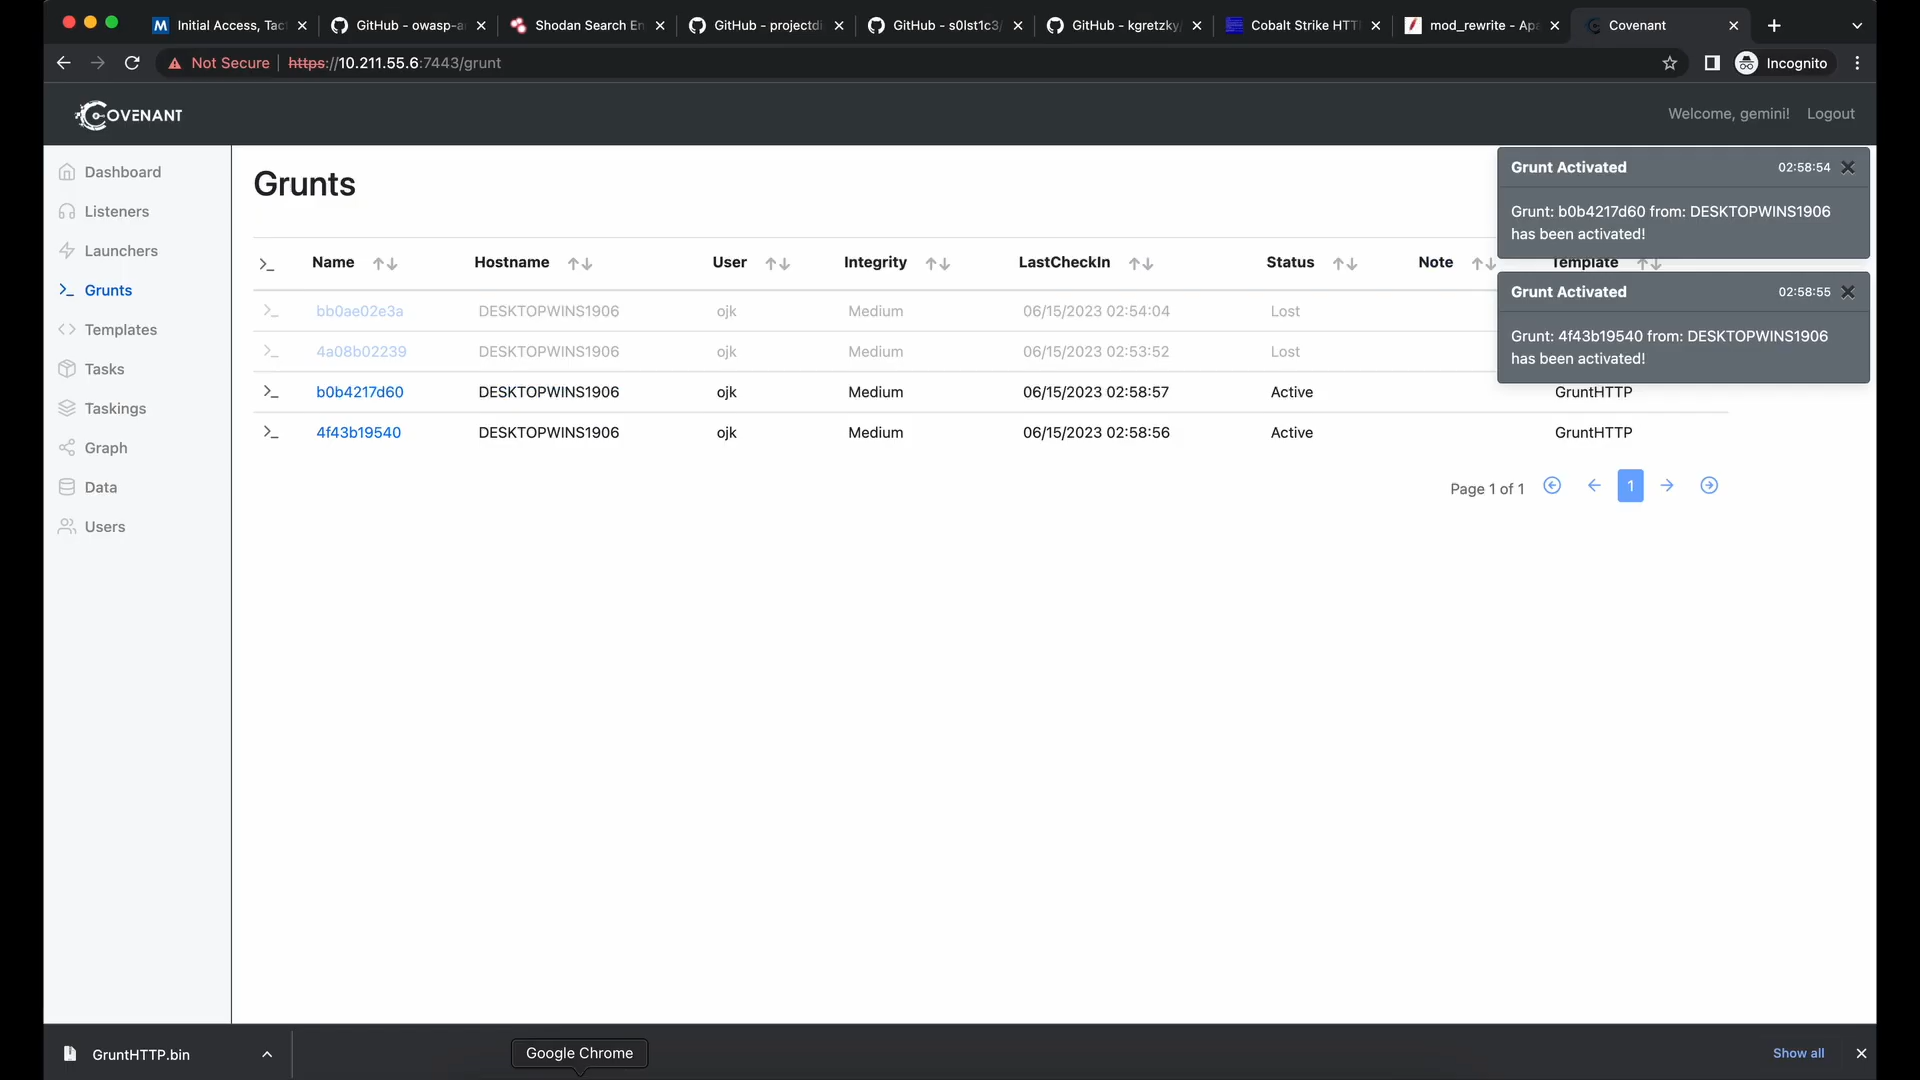 Initial Access, Tact
GitHub - owasp-a
Shodan Search En
GitHub - projectdi
GitHub - s0lst1c3/
GitHub - kgretzky/
Cobalt Strike HTTP
mod_rewrite - Apa
Covenant
Not Secure https://10.211.55.6:7443/grunt
Incognito
COVENANT
Welcome, gemini! Logout
Dashboard
Listeners
Launchers
Grunts
Templates
Tasks
Taskings
Graph
Data
Users
Grunts
Grunt Activated 02:58:54
Grunt: b0b4217d60 from: DESKTOPWINS1906
has been activated!
Grunt Activated 02:58:55
Grunt: 4f43b19540 from: DESKTOPWINS1906
has been activated!
Name Hostname User Integrity LastCheckIn Status Note Template
bb0ae02e3a DESKTOPWINS1906 ojk Medium 06/15/2023 02:54:04 Lost
4a08b02239 DESKTOPWINS1906 ojk Medium 06/15/2023 02:53:52 Lost
b0b4217d60 DESKTOPWINS1906 ojk Medium 06/15/2023 02:58:57 Active GruntHTTP
4f43b19540 DESKTOPWINS1906 ojk Medium 06/15/2023 02:58:56 Active GruntHTTP
Page 1 of 1 1
GruntHTTP.bin
Google Chrome
Show all